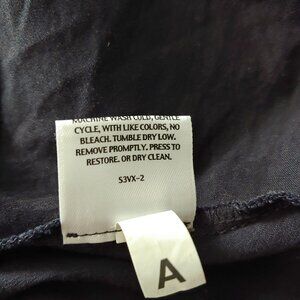 MACHINE WASH COLD, GENTLE
CYCLE, WITH LIKE COLORS, NO
BLEACH. TUMBLE DRY LOW.
REMOVE PROMPTLY. PRESS TO
RESTORE. OR DRY CLEAN.
53VX-2
A